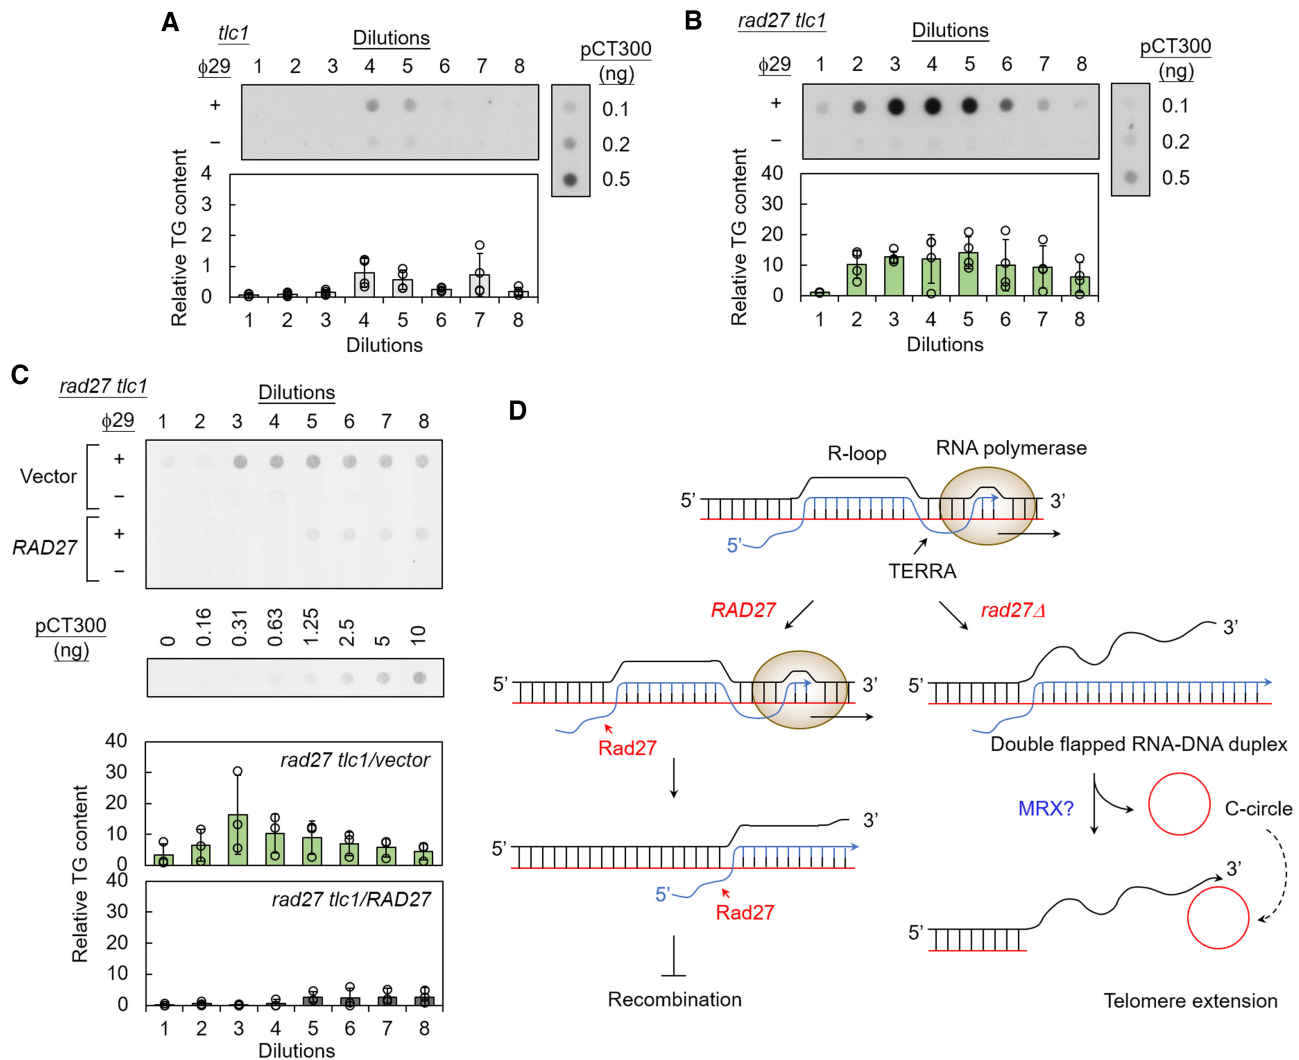 A
tlc1
Dilutions
ϕ29 1 2 3 4 5 6 7 8
pCT300
(ng)
+
−
0.1
0.2
0.5
Relative TG content
4
3
2
1
0
1 2 3 4 5 6 7 8
Dilutions
B
rad27 tlc1
Dilutions
ϕ29 1 2 3 4 5 6 7 8
pCT300
(ng)
+
−
0.1
0.2
0.5
Relative TG content
40
30
20
10
0
1 2 3 4 5 6 7 8
Dilutions
C
rad27 tlc1
Dilutions
ϕ29 1 2 3 4 5 6 7 8
Vector
+
−
RAD27
+
−
pCT300
(ng)
0 0.16 0.31 0.63 1.25 2.5 5 10
Relative TG content
40
30
20
10
0
rad27 tlc1/vector
40
30
20
10
0
rad27 tlc1/RAD27
1 2 3 4 5 6 7 8
Dilutions
D
R-loop
RNA polymerase
5’
3’
5’
TERRA
RAD27
rad27Δ
5’
3’
Rad27
3’
5’
5’
Rad27
Recombination
3’
5’
Double flapped RNA-DNA duplex
MRX?
C-circle
3’
5’
Telomere extension